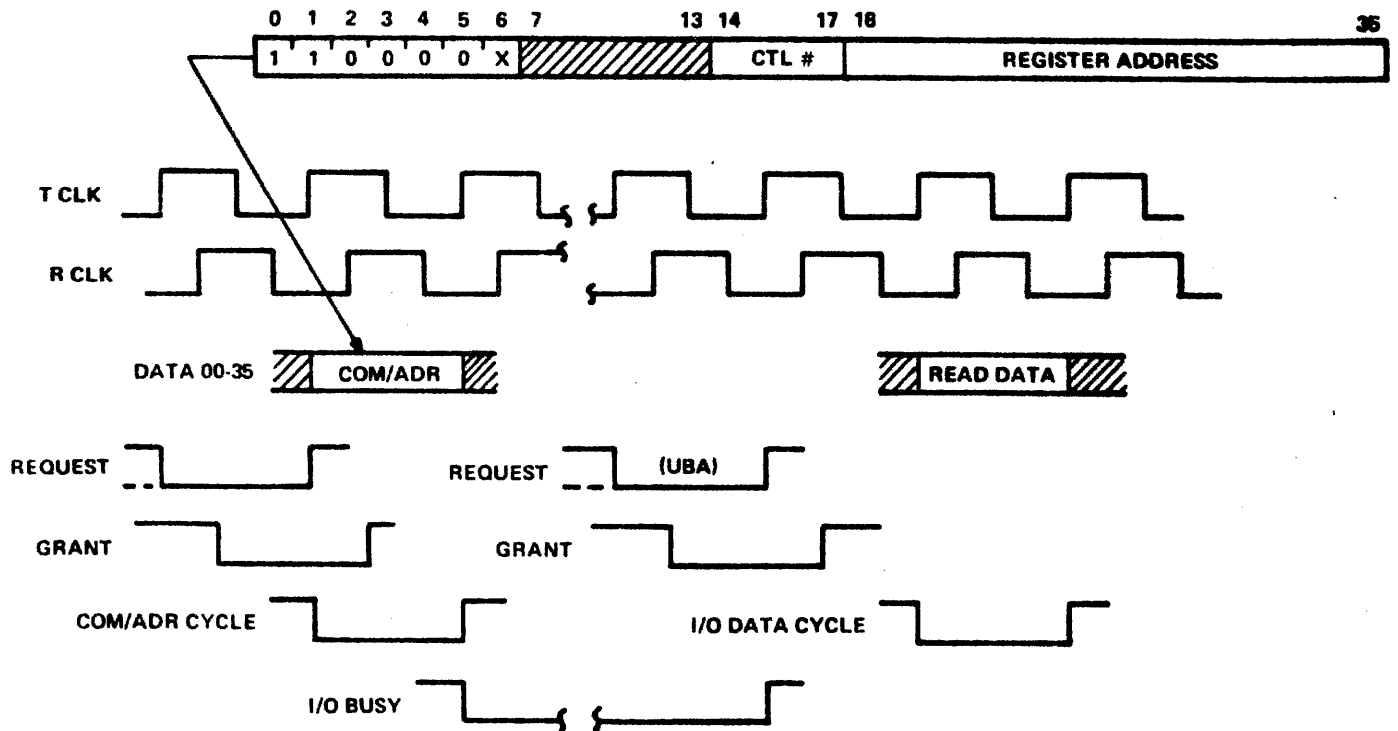 0 1 2 3 4 5 6 7 13 14 17 18 35
1 1 0 0 0 0 X CTL # REGISTER ADDRESS
T CLK
R CLK
DATA 00-35 COM/ADR READ DATA
REQUEST REQUEST (UBA)
GRANT GRANT
COM/ADR CYCLE I/O DATA CYCLE
I/O BUSY